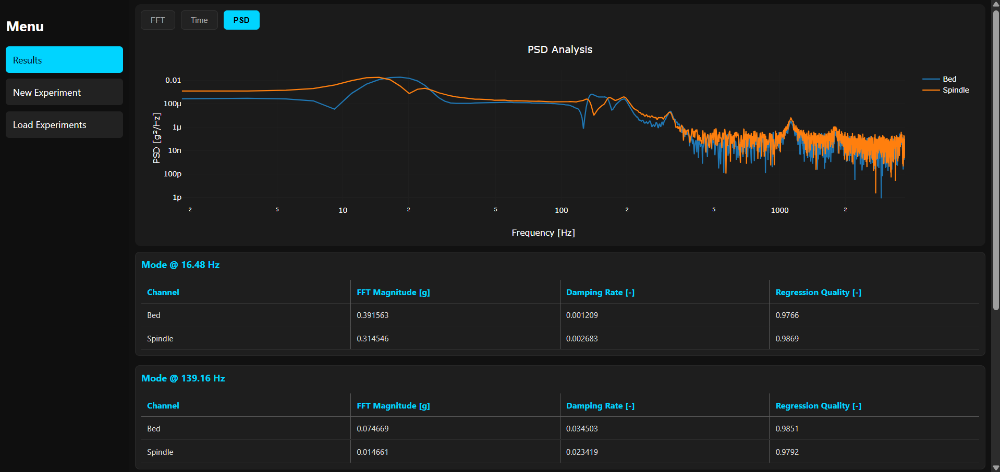 Menu
Results
New Experiment
Load Experiments
FFT Time PSD
PSD Analysis
PSD [g²/Hz]
0.01
100μ
1μ
10n
100p
1p
2 5 10 2 5 100 2 5 1000 2
Frequency [Hz]
Bed
Spindle
Mode @ 16.48 Hz
Channel FFT Magnitude [g] Damping Rate [-] Regression Quality [-]
Bed 0.391563 0.001209 0.9766
Spindle 0.314546 0.002683 0.9869
Mode @ 139.16 Hz
Channel FFT Magnitude [g] Damping Rate [-] Regression Quality [-]
Bed 0.074669 0.034503 0.9851
Spindle 0.014661 0.023419 0.9792